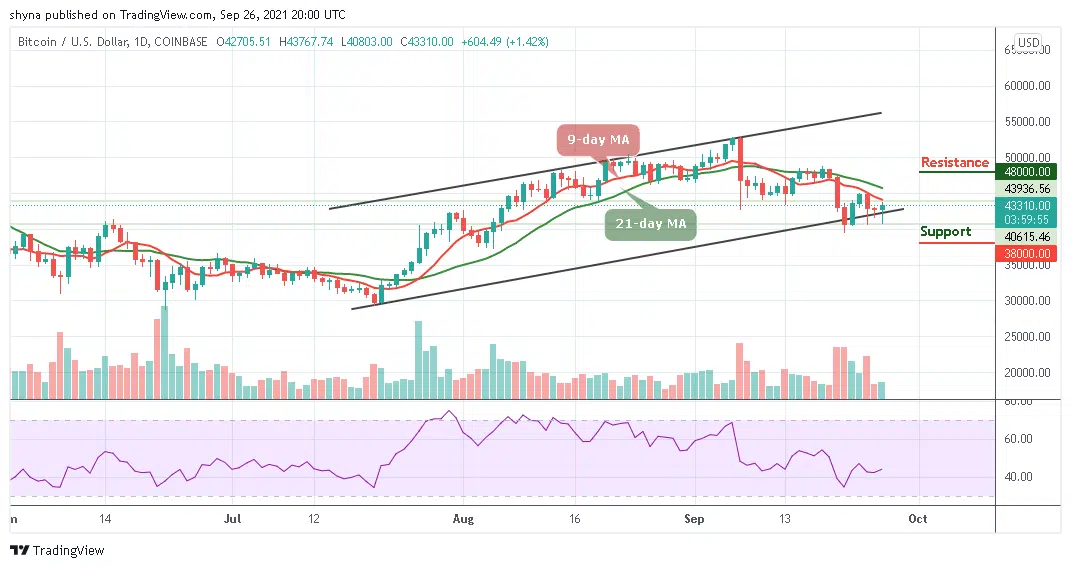 shyna published on TradingView.com, Sep 26, 2021 20:00 UTC
Bitcoin / U.S. Dollar, 1D, COINBASE O42705.51 H43767.74 L40803.00 C43310.00 +604.49 (+1.42%)
USD
60000.00
55000.00
9-day MA
50000.00
Resistance
48000.00
43936.56
43310.00
03:59:55
21-day MA
Support
40615.46
38000.00
35000.00
30000.00
25000.00
20000.00
80.00
60.00
40.00
14 Jul 12 Aug 16 Sep 13 Oct
TradingView